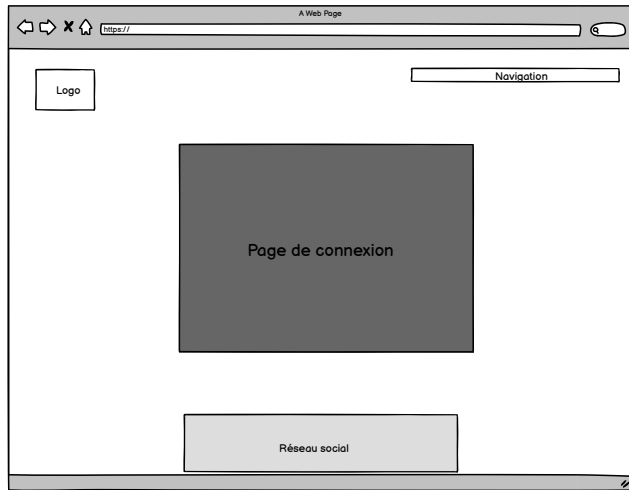 A Web Page
https://
Logo
Navigation
Page de connexion
Réseau social